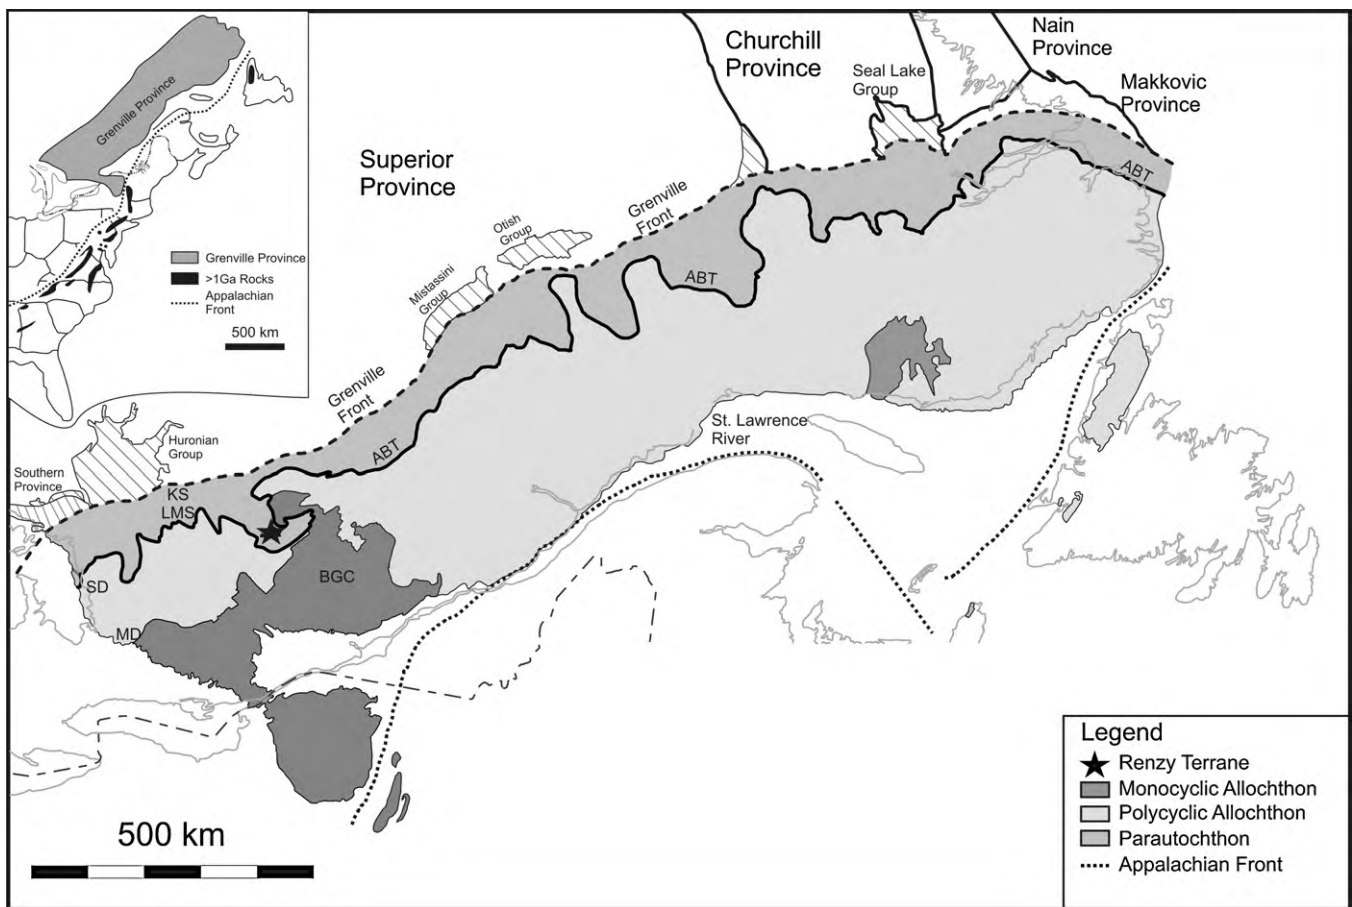 Grenville Province
Grenville Province
>1Ga Rocks
Appalachian
Front
500 km
Superior
Province
Churchill
Province
Seal Lake
Group
Nain
Province
Makkovic
Province
ABT
Grenville
Front
Otish
Group
Mistassini
Group
ABT
Grenville
Front
ABT
St. Lawrence
River
Huronian
Group
Southern
Province
KS
LMS
SD
MD
BGC
500 km
Legend
Renzy Terrane
Monocyclic Allochthon
Polycyclic Allochthon
Parautochthon
Appalachian Front